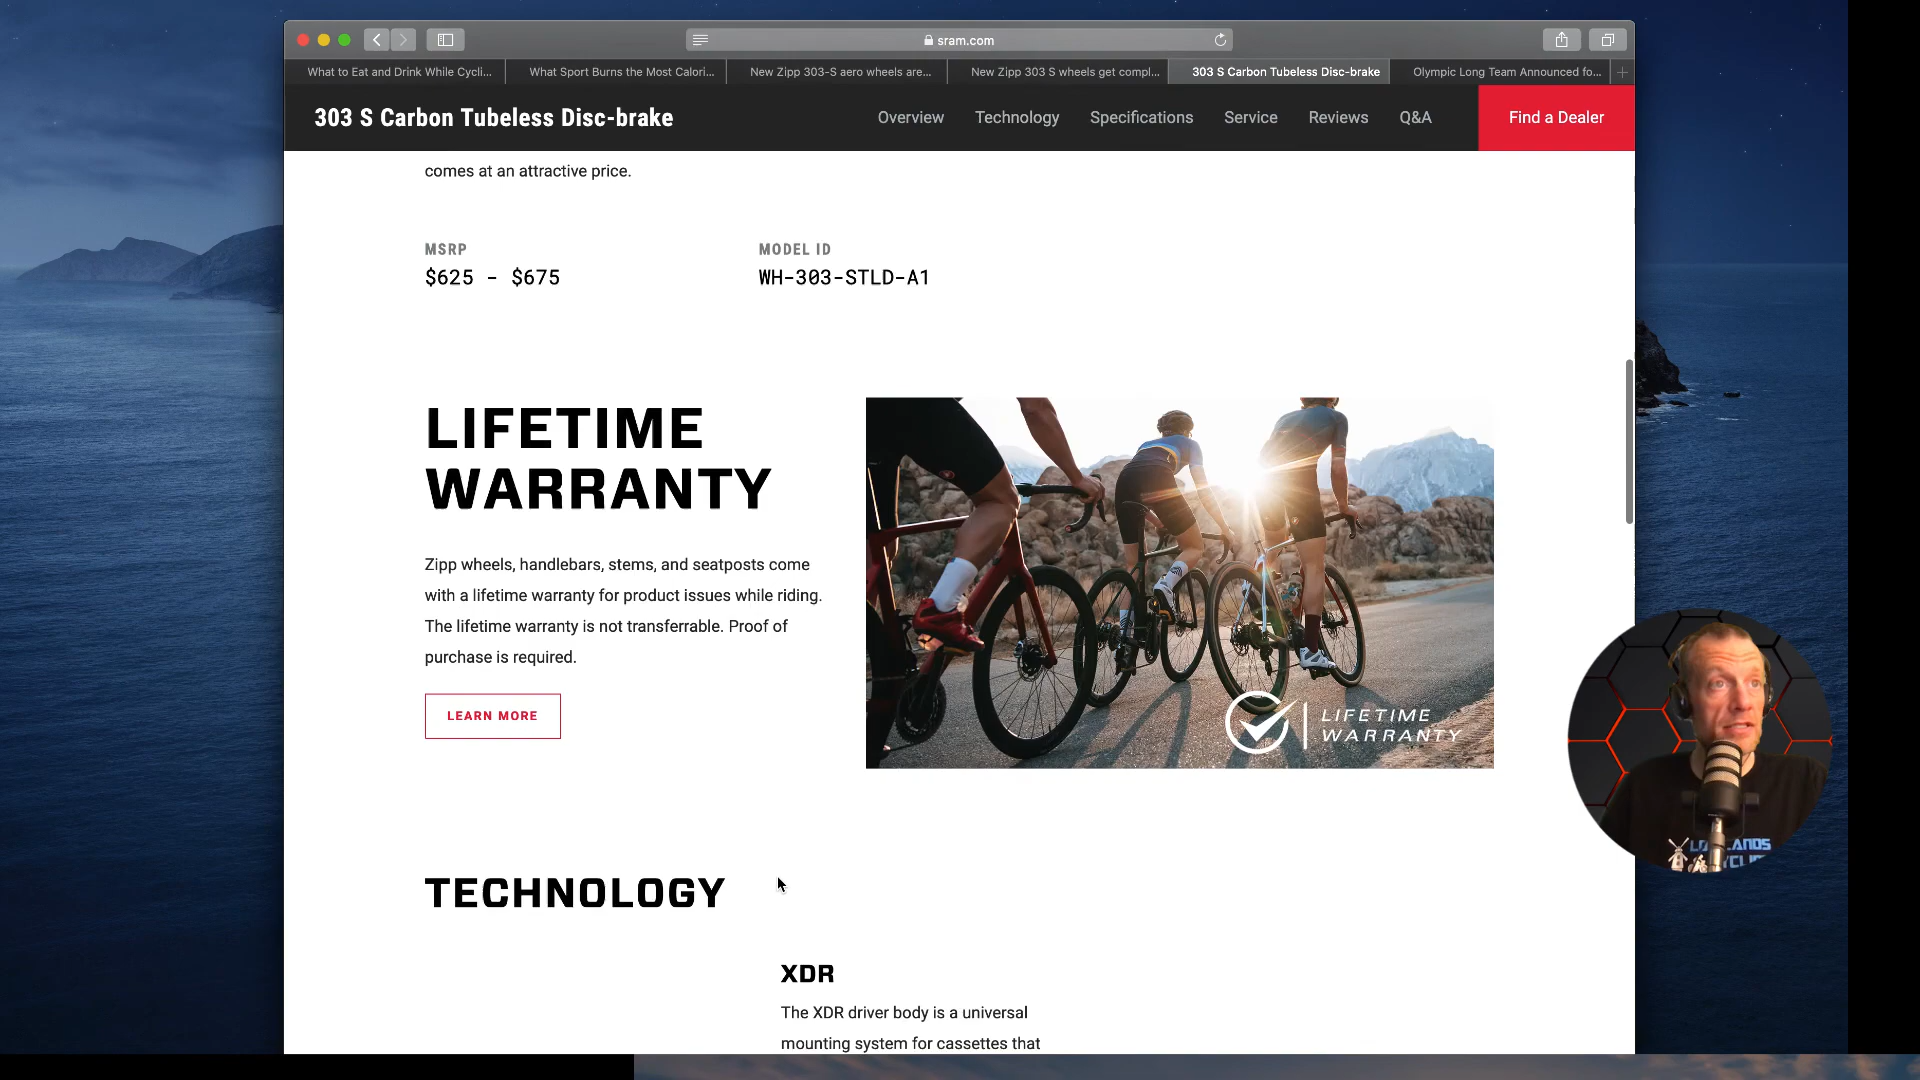 sram.com
What to Eat and Drink While Cycli...
What Sport Burns the Most Calori...
New Zipp 303-S aero wheels are...
New Zipp 303 S wheels get compl...
303 S Carbon Tubeless Disc-brake
Olympic Long Team Announced fo...
303 S Carbon Tubeless Disc-brake
Overview
Technology
Specifications
Service
Reviews
Q&A
Find a Dealer
comes at an attractive price.
MSRP
$625 - $675
MODEL ID
WH-303-STLD-A1
LIFETIME
WARRANTY
Zipp wheels, handlebars, stems, and seatposts come
with a lifetime warranty for product issues while riding.
The lifetime warranty is not transferrable. Proof of
purchase is required.
LEARN MORE
LIFETIME
WARRANTY
TECHNOLOGY
XDR
The XDR driver body is a universal
mounting system for cassettes that